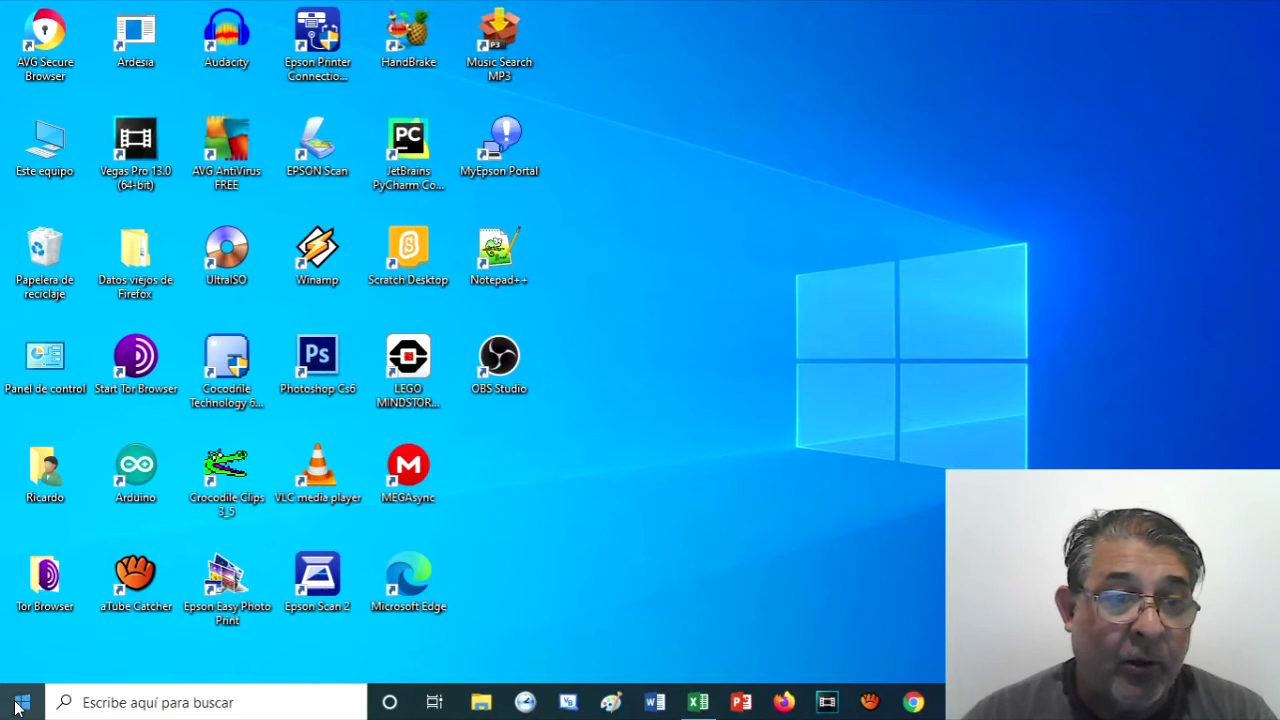 AVG Secure
Browser
Ardesia
Audacity
Epson Printer
Connectio...
HandBrake
P3
Music Search
MP3
Este equipo
Vegas Pro 13.0
(64-bit)
AVG AntiVirus
FREE
EPSON Scan
PC
JetBrains
PyCharm Co...
MyEpson Portal
Papelera de
reciclaje
Datos viejos de
Firefox
UltraISO
Winamp
Scratch Desktop
Notepad++
Panel de control
Start Tor Browser
Cocodrile
Technology 6...
Ps
Photoshop Cs6
LEGO
MINDSTOR...
OBS Studio
Ricardo
Arduino
Crocodile Clips
3_5
VLC media player
M
MEGAsync
Tor Browser
aTube Catcher
Epson Easy Photo
Print
Epson Scan 2
Microsoft Edge
Escribe aquí para buscar